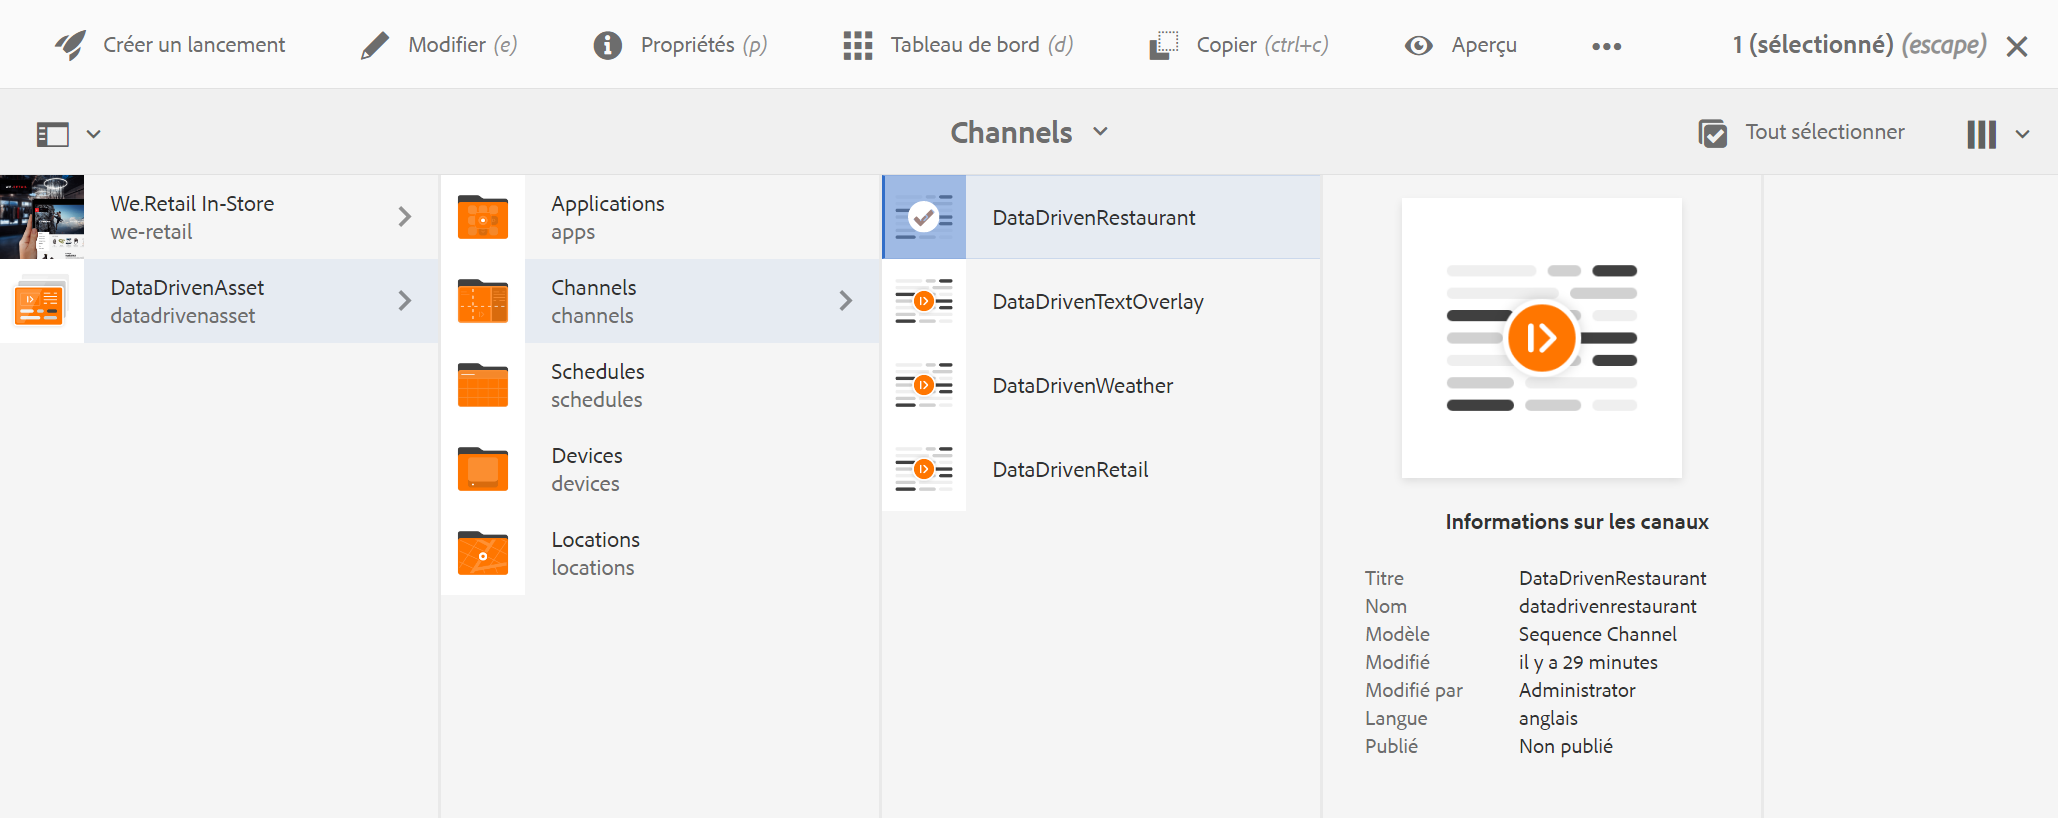 Créer un lancement
Modifier (e)
Propriétés (p)
Tableau de bord (d)
Copier (ctrl+c)
Aperçu
1 (sélectionné) (escape)
Channels
Tout sélectionner
We.Retail In-Store
we-retail
DataDrivenAsset
datadrivenasset
Applications
apps
Channels
channels
Schedules
schedules
Devices
devices
Locations
locations
DataDrivenRestaurant
DataDrivenTextOverlay
DataDrivenWeather
DataDrivenRetail
Informations sur les canaux
Titre DataDrivenRestaurant
Nom datadrivenrestaurant
Modèle Sequence Channel
Modifié il y a 29 minutes
Modifié par Administrator
Langue anglais
Publié Non publié